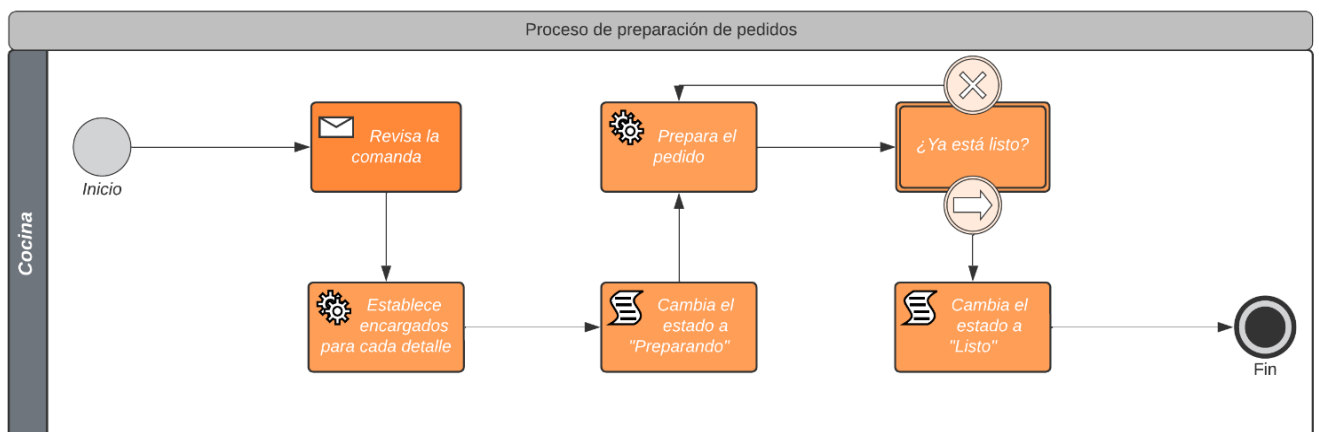 Proceso de preparación de pedidos
Cocina
Inicio
Revisa la
comanda
Establece
encargados
para cada detalle
Cambia el
estado a
"Preparando"
Prepara el
pedido
¿Ya está listo?
Cambia el
estado a
"Listo"
Fin